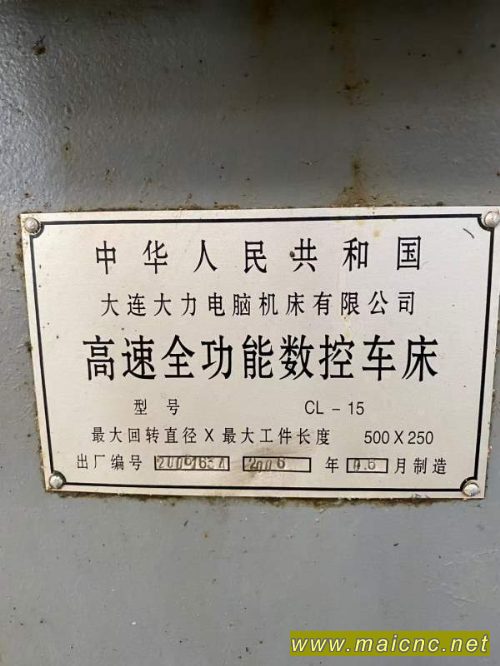 中华人民共和国
大连大力电脑机床有限公司
高速全功能数控车床
型号 CL-15
最大回转直径X最大工件长度 500X250
出厂编号 2006 年 月制造
www.maicnc.net